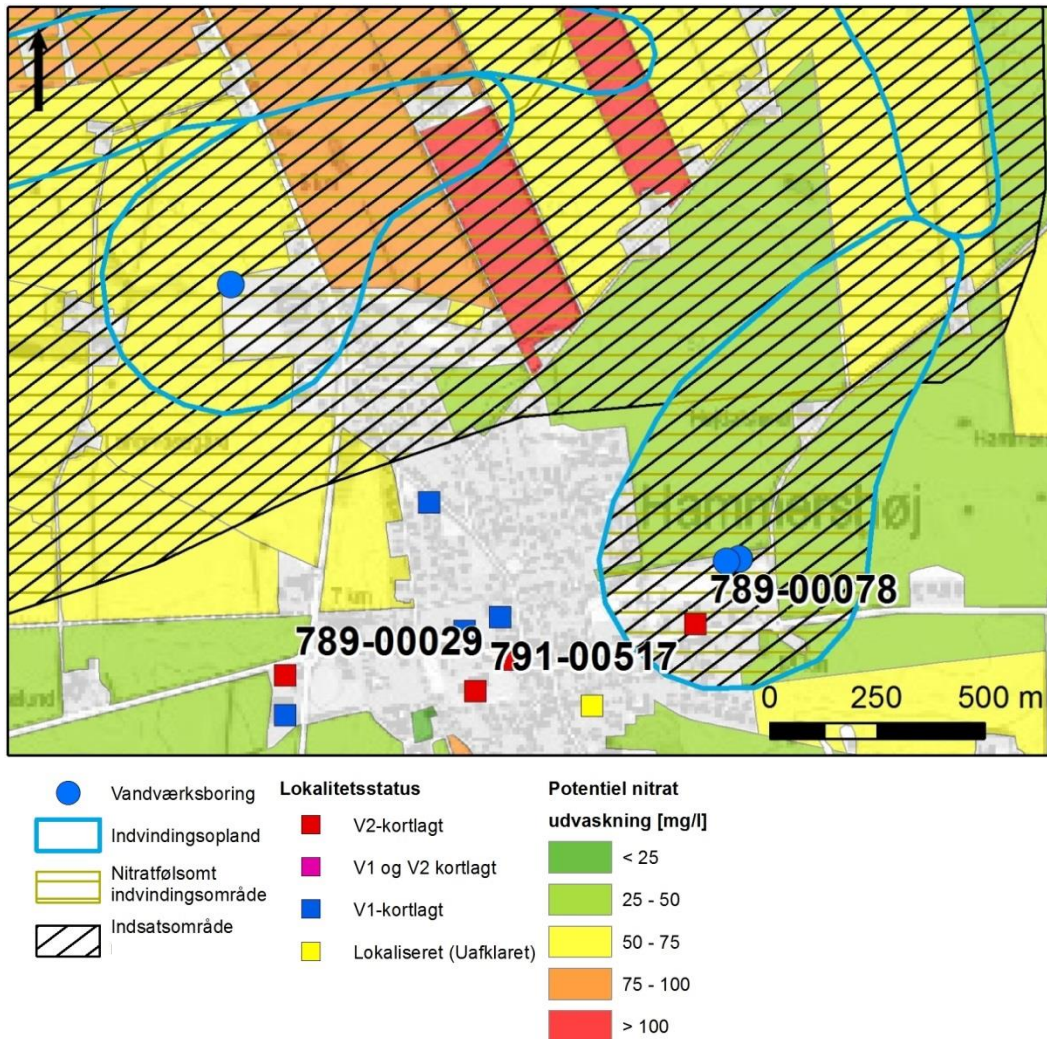 Hammershøj
789-00078
789-00029
791-00517
0 250 500 m
Vandværksboring
Indvindingsopland
Nitratfølsomt
indvindingsområde
Indsatsområde
Lokalitetsstatus
V2-kortlagt
V1 og V2 kortlagt
V1-kortlagt
Lokaliseret (Uafklaret)
Potentiel nitrat
udvaskning [mg/l]
< 25
25 - 50
50 - 75
75 - 100
> 100